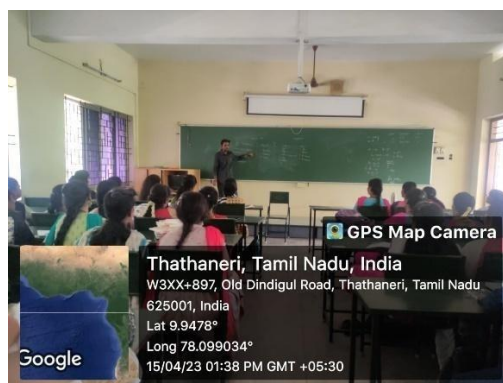 GPS Map Camera
Thathaneri, Tamil Nadu, India
W3XX+897, Old Dindigul Road, Thathaneri, Tamil Nadu
625001, India
Lat 9.9478°
Long 78.099034°
15/04/23 01:38 PM GMT +05:30
Google